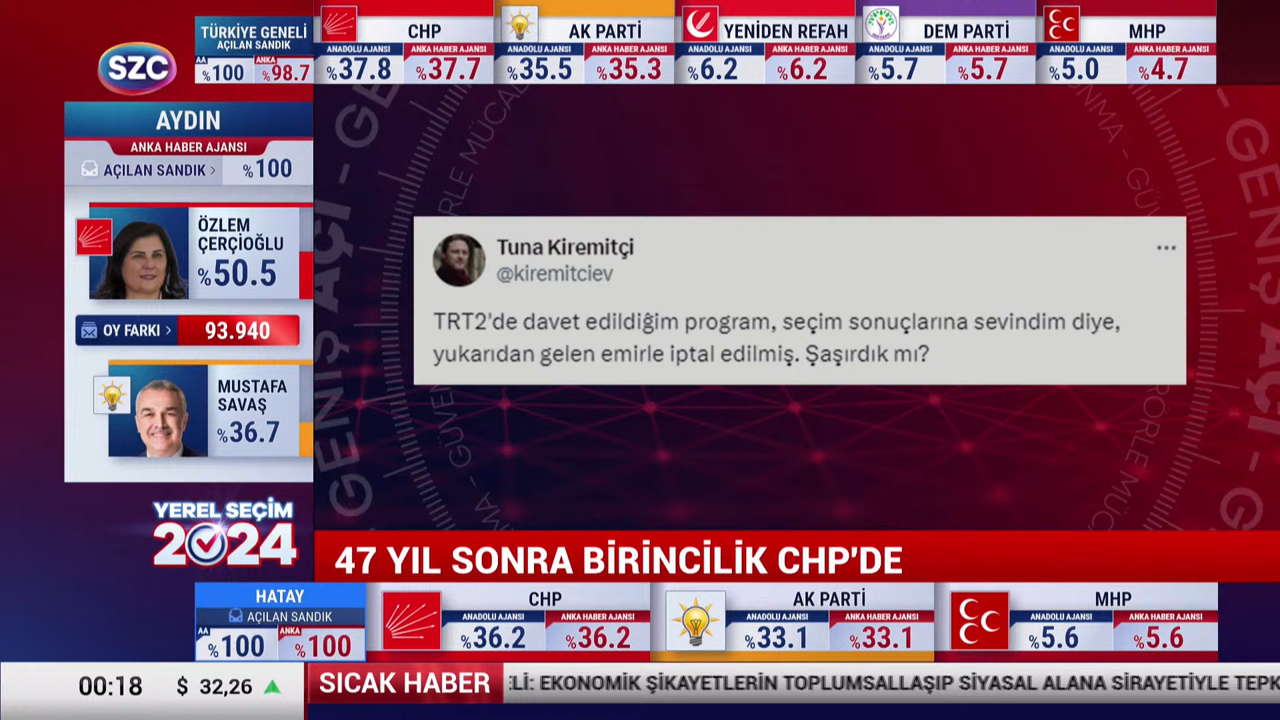 SZC
TÜRKİYE GENELİ
AÇILAN SANDIK
AA %100 ANKA %98.7
CHP
ANADOLU AJANSI ANKA HABER AJANSI
%37.8 %37.7
AK PARTİ
ANADOLU AJANSI ANKA HABER AJANSI
%35.5 %35.3
YENİDEN REFAH
ANADOLU AJANSI ANKA HABER AJANSI
%6.2 %6.2
DEM PARTİ
ANADOLU AJANSI ANKA HABER AJANSI
%5.7 %5.7
MHP
ANADOLU AJANSI ANKA HABER AJANSI
%5.0 %4.7
AYDIN
ANKA HABER AJANSI
AÇILAN SANDIK > %100
ÖZLEM
ÇERÇİOĞLU
%50.5
OY FARKI > 93.940
MUSTAFA
SAVAŞ
%36.7
YEREL SEÇİM
2024
GENİŞ AÇI
Tuna Kiremitçi
@kiremitciev
TRT2'de davet edildiğim program, seçim sonuçlarına sevindim diye,
yukarıdan gelen emirle iptal edilmiş. Şaşırdık mı?
47 YIL SONRA BİRİNCİLİK CHP'DE
HATAY
AÇILAN SANDIK
AA %100 ANKA %100
CHP
ANADOLU AJANSI ANKA HABER AJANSI
%36.2 %36.2
AK PARTİ
ANADOLU AJANSI ANKA HABER AJANSI
%33.1 %33.1
MHP
ANADOLU AJANSI ANKA HABER AJANSI
%5.6 %5.6
00:18 $ 32,26
SICAK HABER
Lİ: EKONOMİK ŞİKAYETLERİN TOPLUMSALLAŞIP SİYASAL ALANA SİRAYETİYLE TEPK